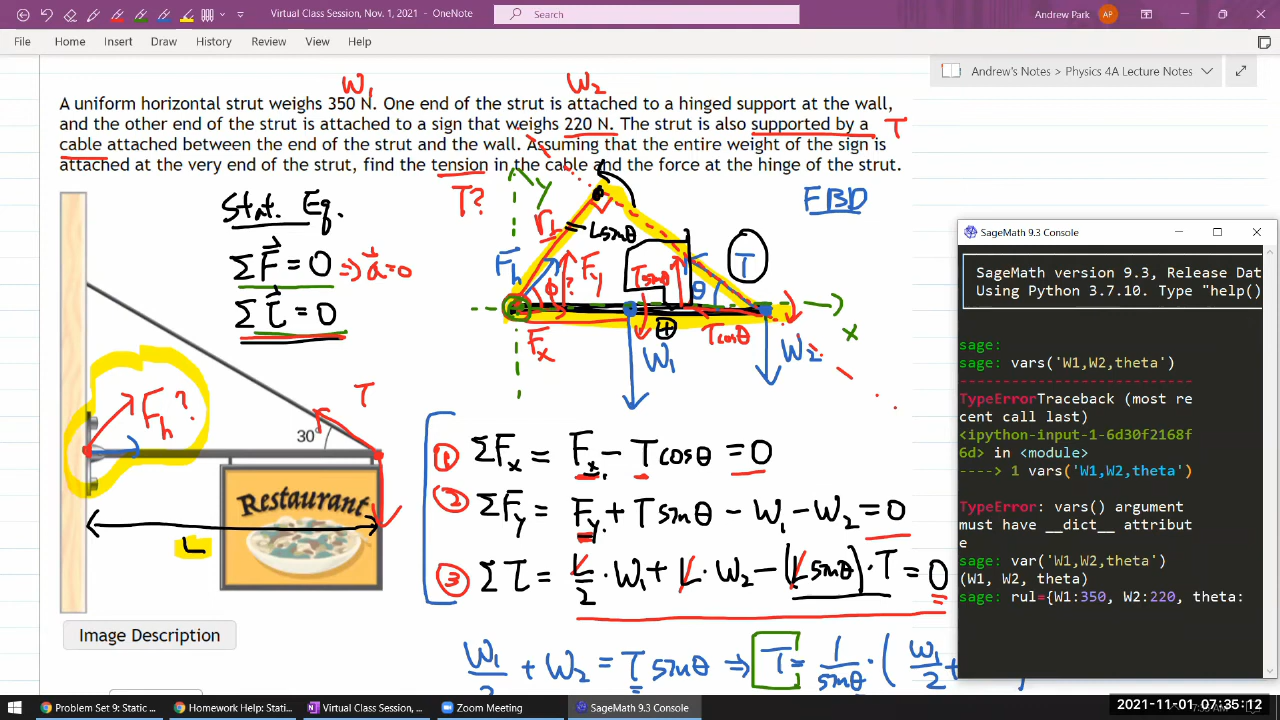 Virtual Class Session, Nov. 1, 2021 - OneNote
Search
Andrew Park AP
File Home Insert Draw History Review View Help
Andrew's Notes > Physics 4A Lecture Notes
W₁ W₂
A uniform horizontal strut weighs 350 N. One end of the strut is attached to a hinged support at the wall,
and the other end of the strut is attached to a sign that weighs 220 N. The strut is also supported by a T
cable attached between the end of the strut and the wall. Assuming that the entire weight of the sign is
attached at the very end of the strut, find the tension in the cable and the force at the hinge of the strut.
T?
Stat. Eq.
ΣF⃗ = 0 ⇒ a⃗=0
Στ⃗ = 0
FBD
y
r⊥ = L sinθ
F⃗h
ϕ?
Fy
Tsinθ
T
θ
Fx
+
Tcosθ
x
W₁
W₂
Fh?
T
30°
Restaurant
L
Image Description
① ΣFx = Fx - T cosθ = 0
② ΣFy = Fy + T sinθ - W₁ - W₂ = 0
③ Στ = L/2 · W₁ + L · W₂ - (L sinθ) · T = 0
W₁/2 + W₂ = T sinθ ⇒ T = 1/sinθ · ( W₁/2 +
SageMath 9.3 Console
SageMath version 9.3, Release Dat
Using Python 3.7.10. Type "help()
sage:
sage: vars('W1,W2,theta')
---------------------------
TypeErrorTraceback (most re
cent call last)
<ipython-input-1-6d30f2168f
6d> in <module>
----> 1 vars('W1,W2,theta')
TypeError: vars() argument
must have __dict__ attribut
e
sage: var('W1,W2,theta')
(W1, W2, theta)
sage: rul={W1:350, W2:220, theta:
Problem Set 9: Static ...
Homework Help: Stati...
Virtual Class Session,...
Zoom Meeting
SageMath 9.3 Console
2021-11-01 07:35:12